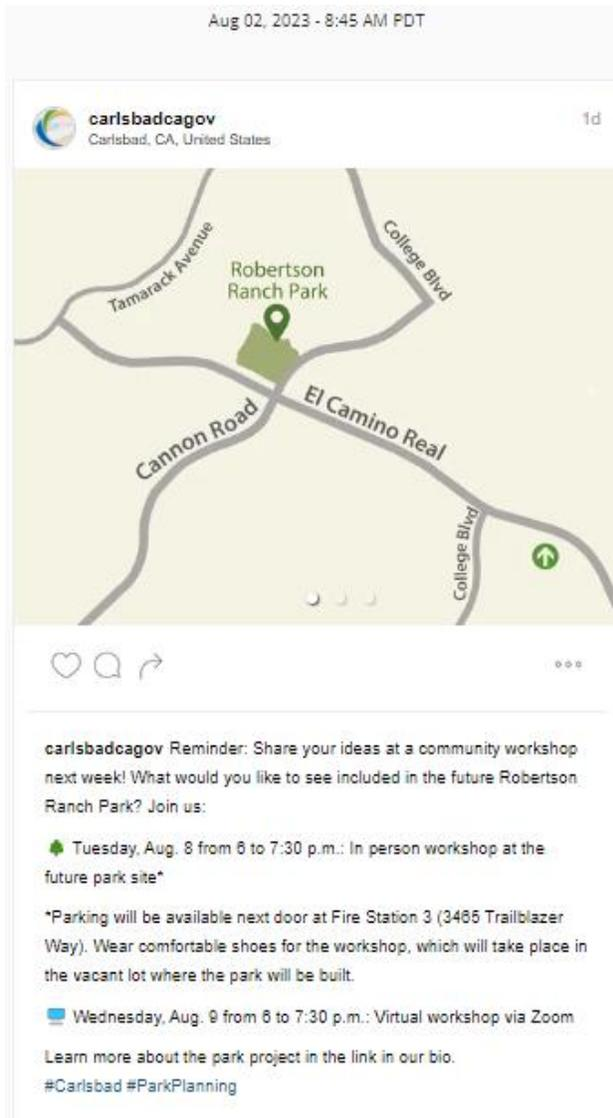 Aug 02, 2023 - 8:45 AM PDT
carlsbadcagov
1d
Carlsbad, CA, United States
Tamarack Avenue
College Blvd
Robertson
Ranch Park
El Camino Real
Cannon Road
College Blvd
carlsbadcagov Reminder: Share your ideas at a community workshop
next week! What would you like to see included in the future Robertson
Ranch Park? Join us:
🌲 Tuesday, Aug. 8 from 6 to 7:30 p.m.: In person workshop at the
future park site*
*Parking will be available next door at Fire Station 3 (3465 Trailblazer
Way). Wear comfortable shoes for the workshop, which will take place in
the vacant lot where the park will be built.
🖥 Wednesday, Aug. 9 from 6 to 7:30 p.m.: Virtual workshop via Zoom
Learn more about the park project in the link in our bio.
#Carlsbad #ParkPlanning